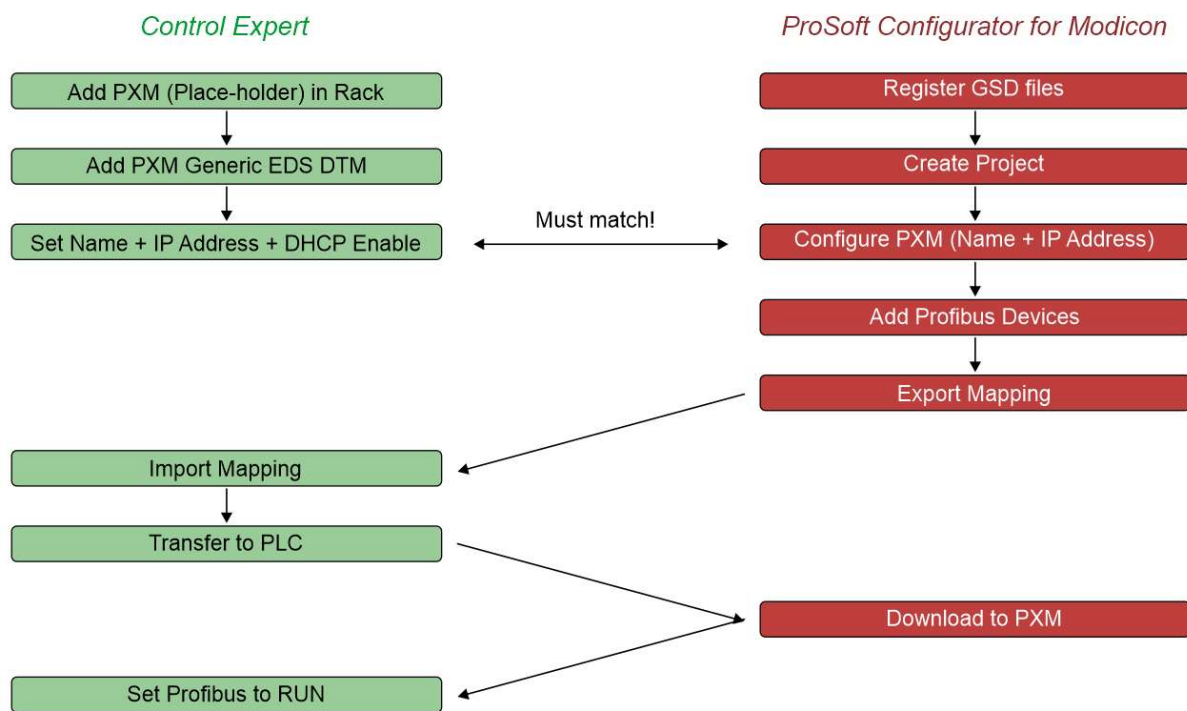 Control Expert
ProSoft Configurator for Modicon
Add PXM (Place-holder) in Rack
Register GSD files
Add PXM Generic EDS DTM
Create Project
Must match!
Set Name + IP Address + DHCP Enable
Configure PXM (Name + IP Address)
Add Profibus Devices
Export Mapping
Import Mapping
Transfer to PLC
Download to PXM
Set Profibus to RUN